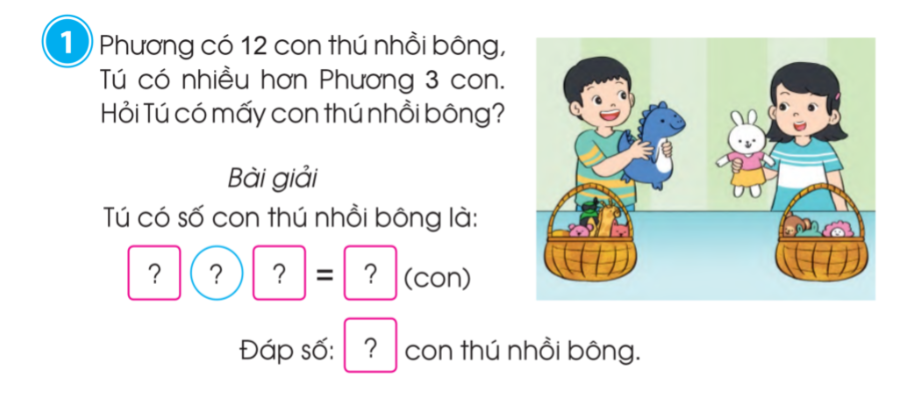 1 Phương có 12 con thú nhồi bông,
Tú có nhiều hơn Phương 3 con.
Hỏi Tú có mấy con thú nhồi bông?
Bài giải
Tú có số con thú nhồi bông là:
? ? ? = ? (con)
Đáp số: ? con thú nhồi bông.